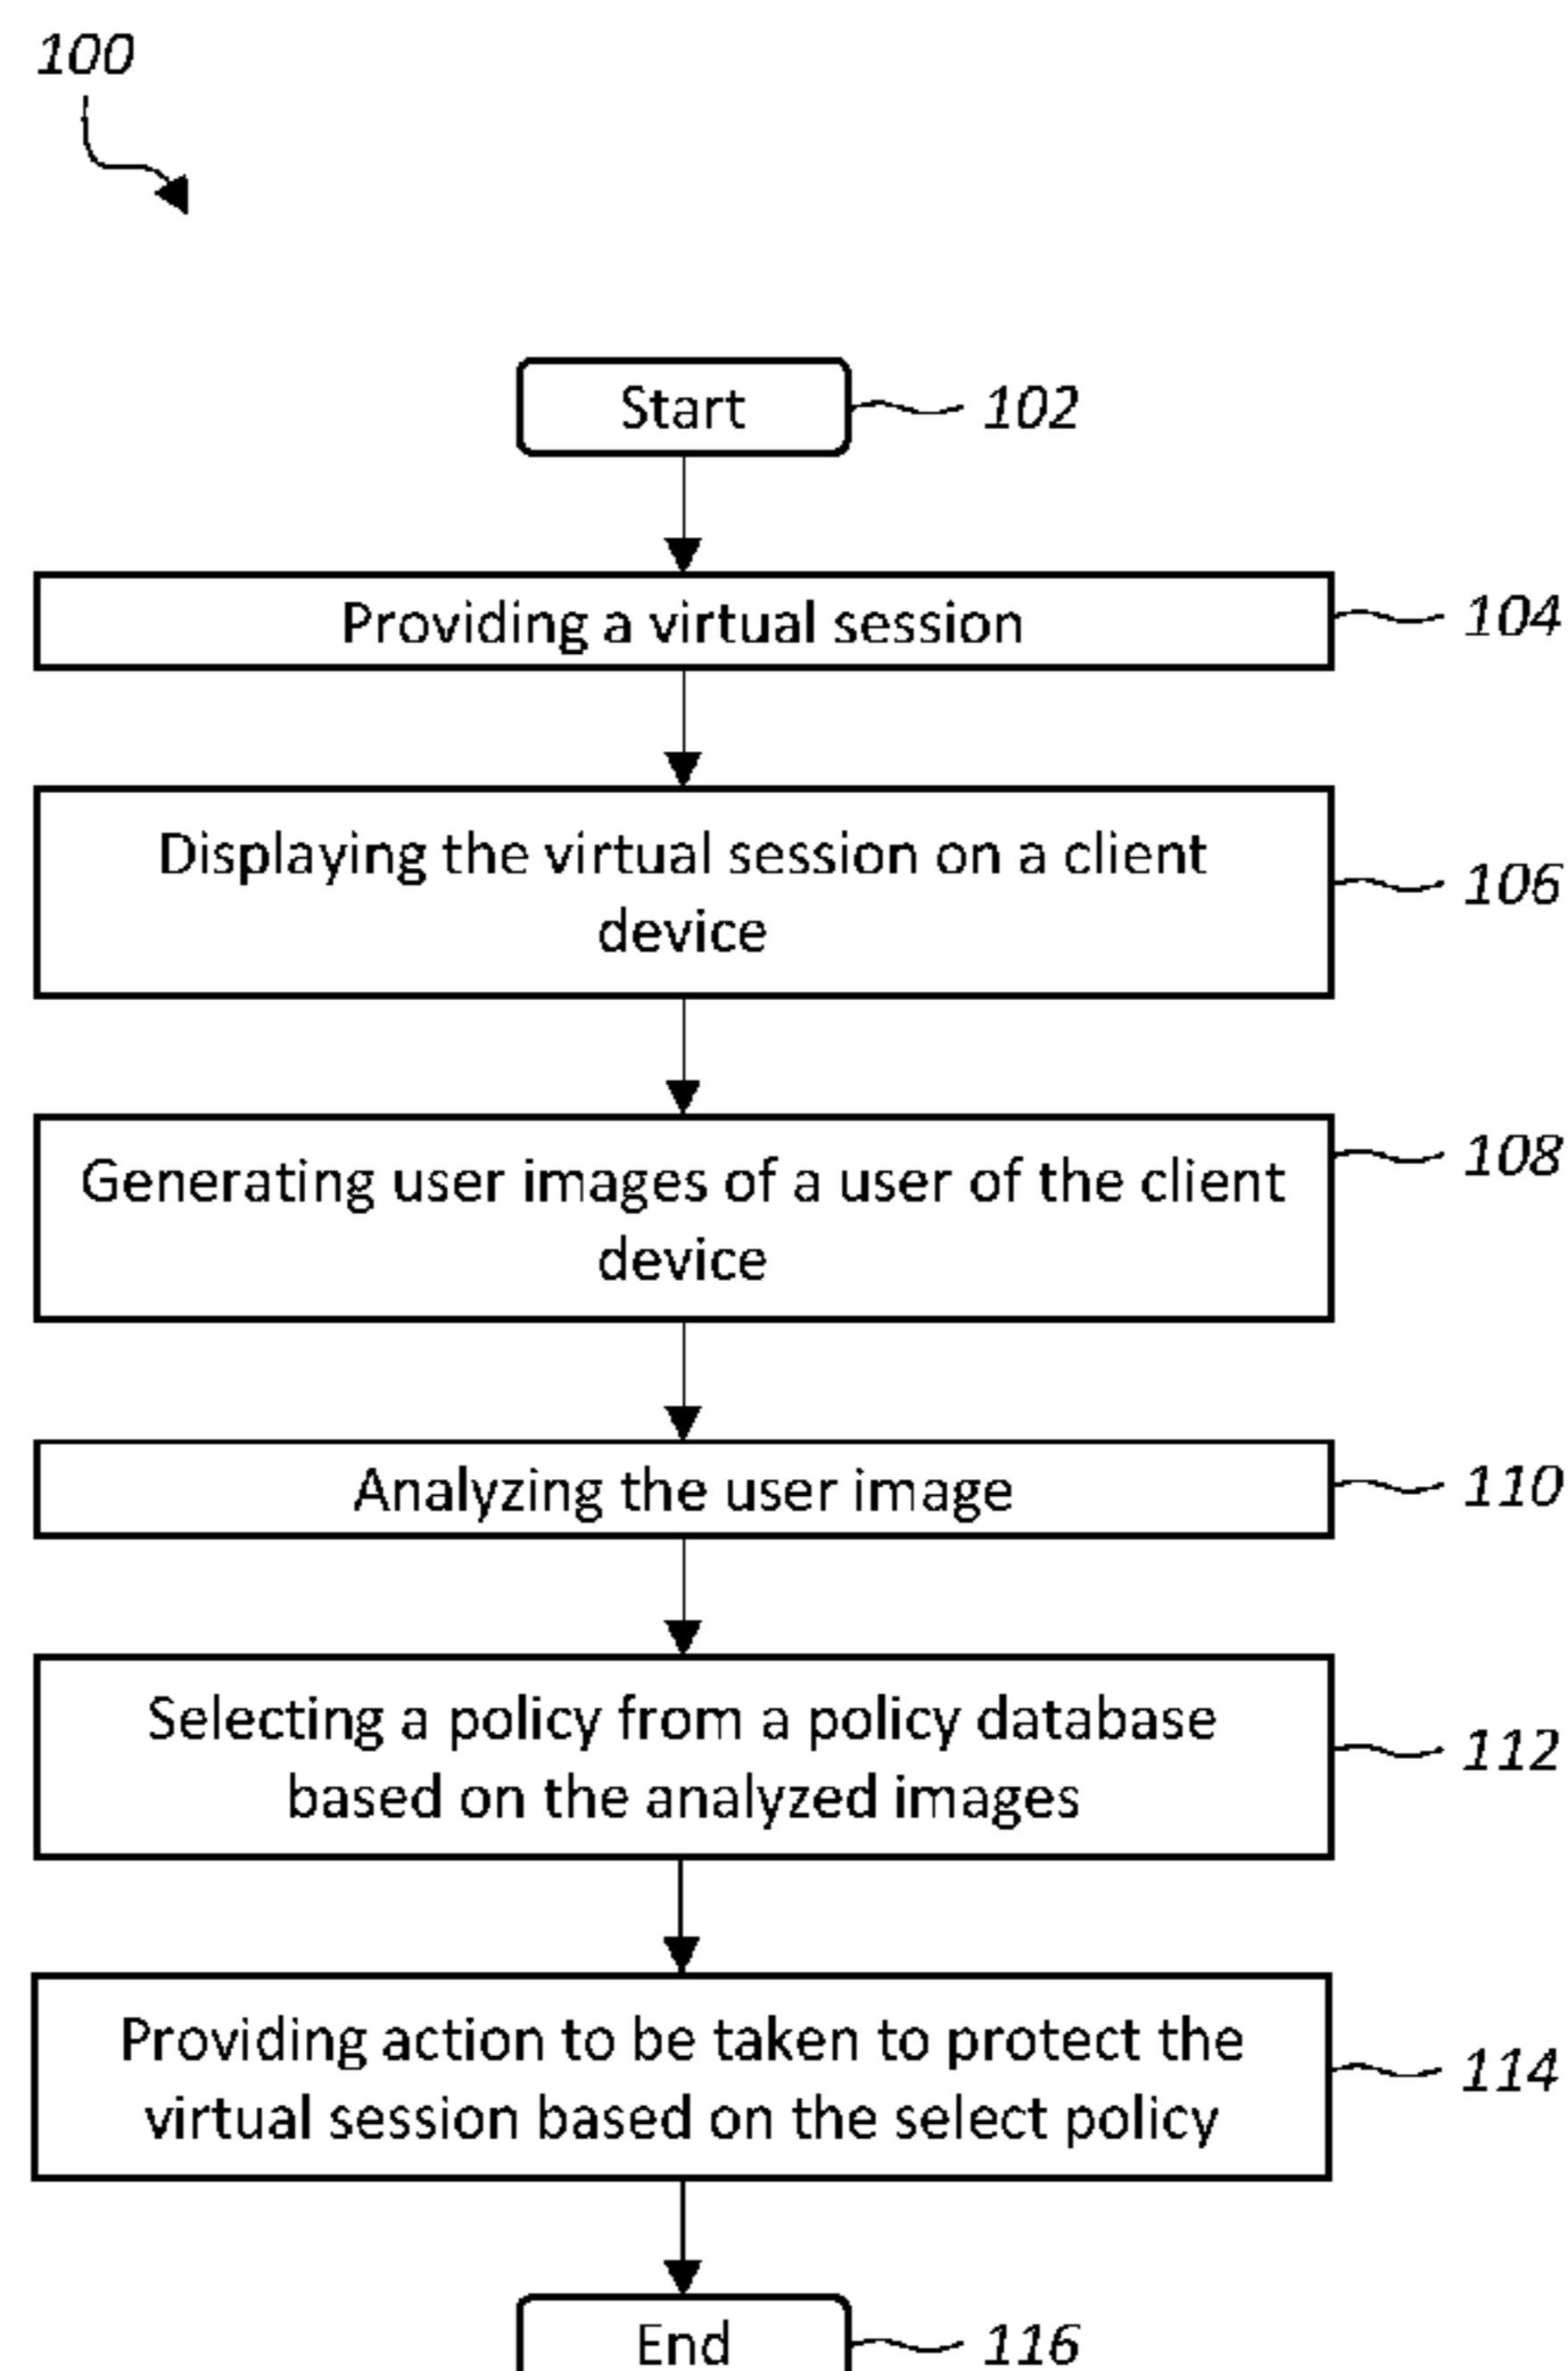 100
Start
102
Providing a virtual session
104
Displaying the virtual session on a client
device
106
Generating user images of a user of the client
device
108
Analyzing the user image
110
Selecting a policy from a policy database
based on the analyzed images
112
Providing action to be taken to protect the
virtual session based on the select policy
114
End
116